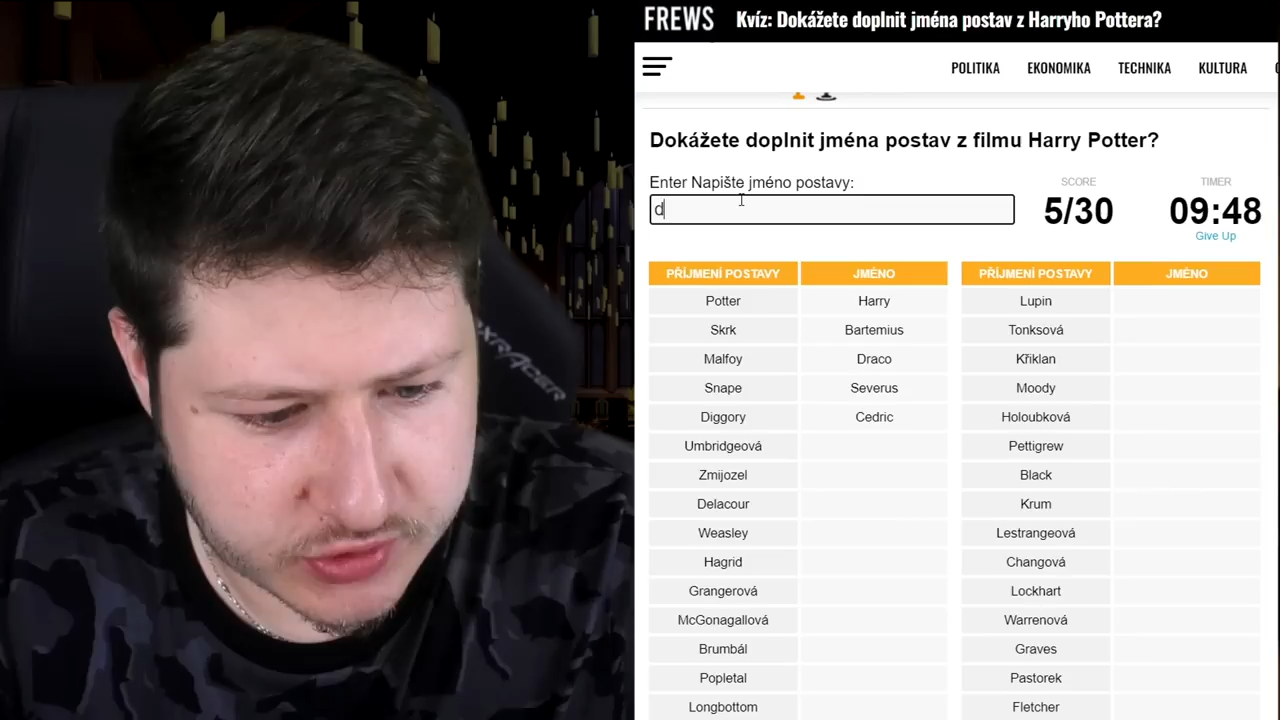 FREWS Kvíz: Dokážete doplnit jména postav z Harryho Pottera?
POLITIKA EKONOMIKA TECHNIKA KULTURA
Dokážete doplnit jména postav z filmu Harry Potter?
Enter Napište jméno postavy: SCORE TIMER
d 5/30 09:48
Give Up
PŘÍJMENÍ POSTAVY JMÉNO PŘÍJMENÍ POSTAVY JMÉNO
Potter Harry Lupin
Skrk Bartemius Tonksová
Malfoy Draco Křiklan
Snape Severus Moody
Diggory Cedric Holoubková
Umbridgeová Pettigrew
Zmijozel Black
Delacour Krum
Weasley Lestrangeová
Hagrid Changová
Grangerová Lockhart
McGonagallová Warrenová
Brumbál Graves
Popletal Pastorek
Longbottom Fletcher